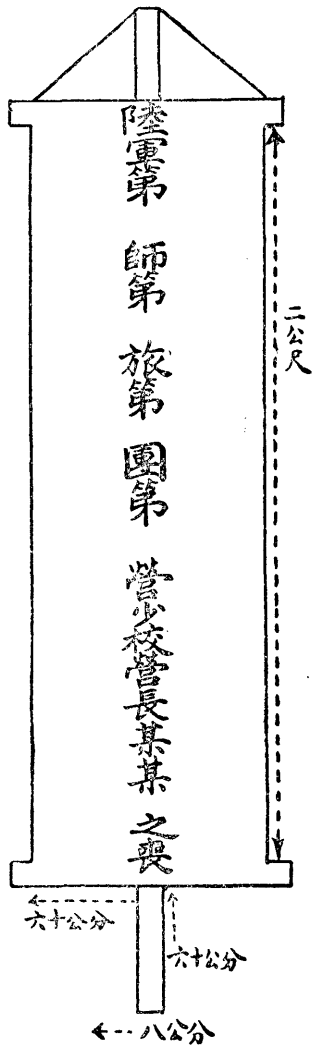 陸軍第　師第　旅第　團第　營少校營長某某　之喪
二公尺
六十公分
六十公分
八公分